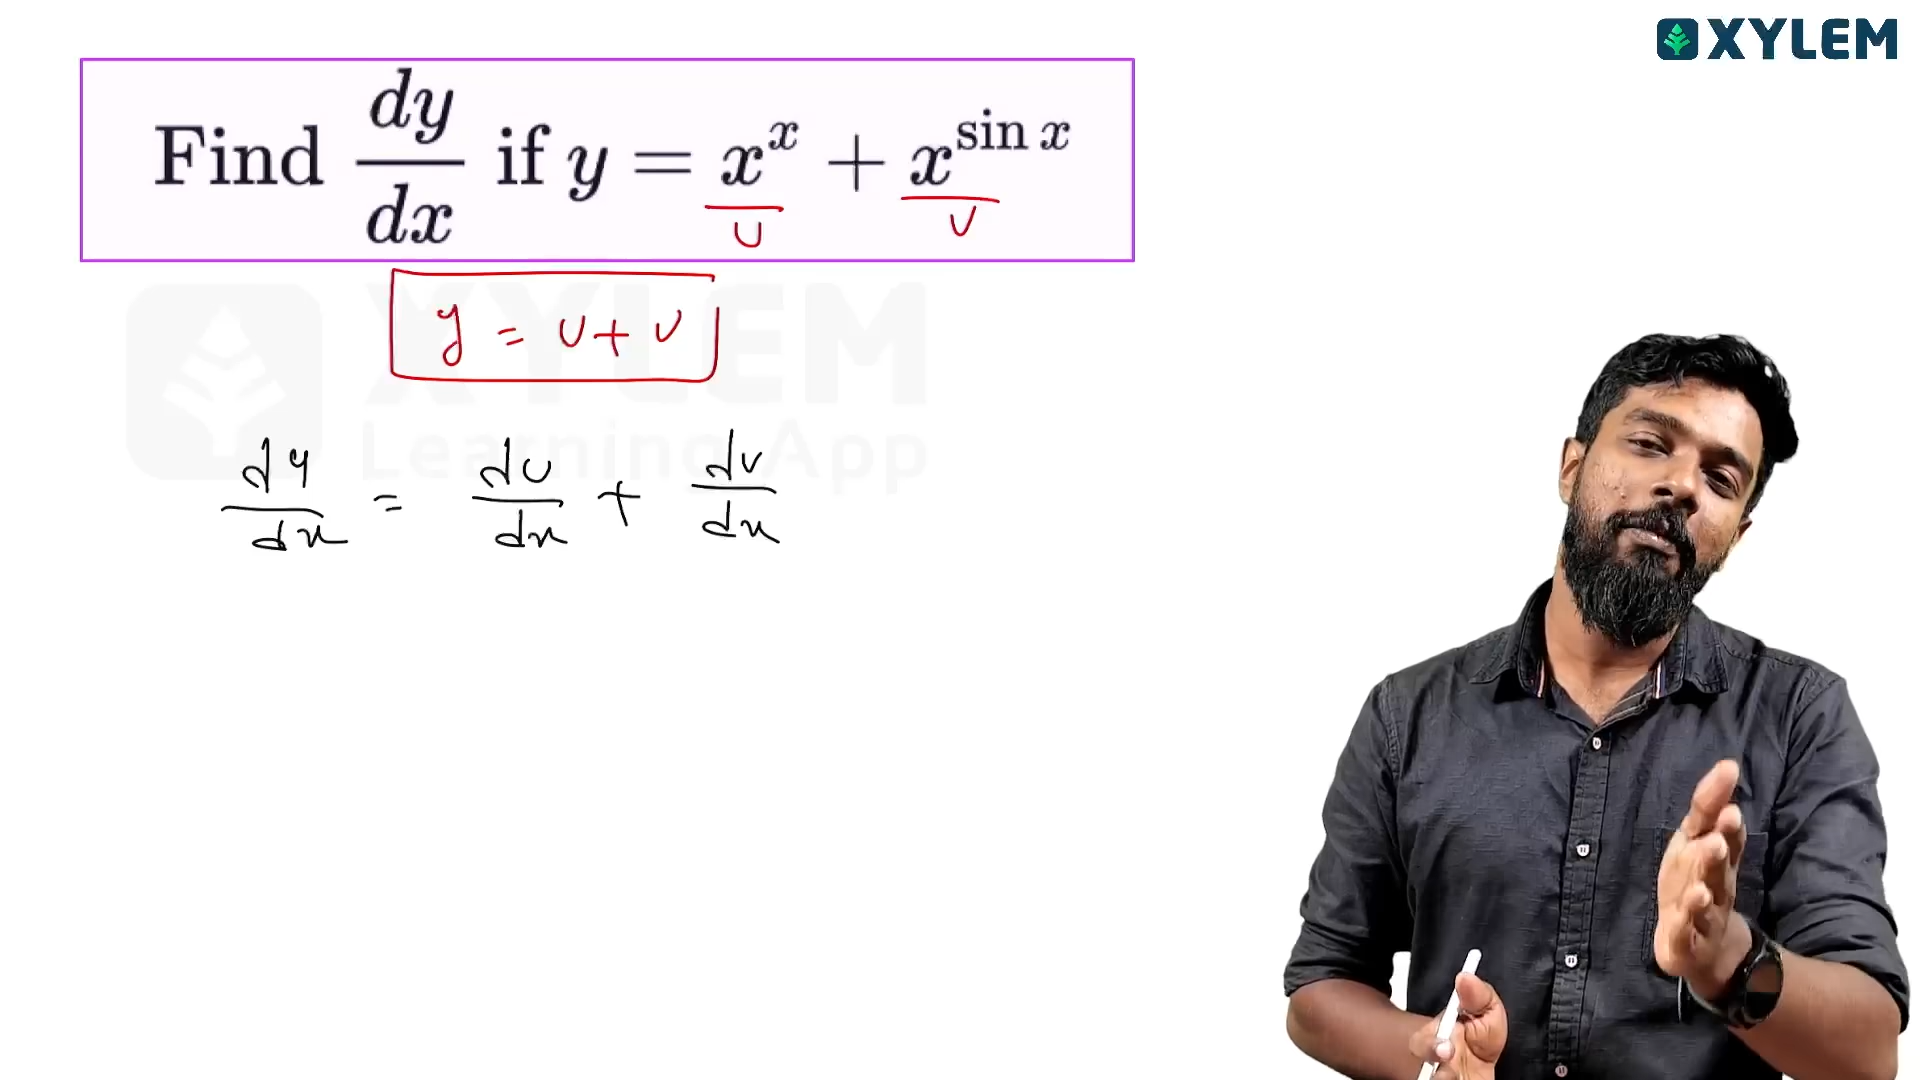 XYLEM
Find dy/dx if y = x^x + x^{sin x}
u v
y = u + v
XYLEM
Learning App
dy/dx = du/dx + dv/dx